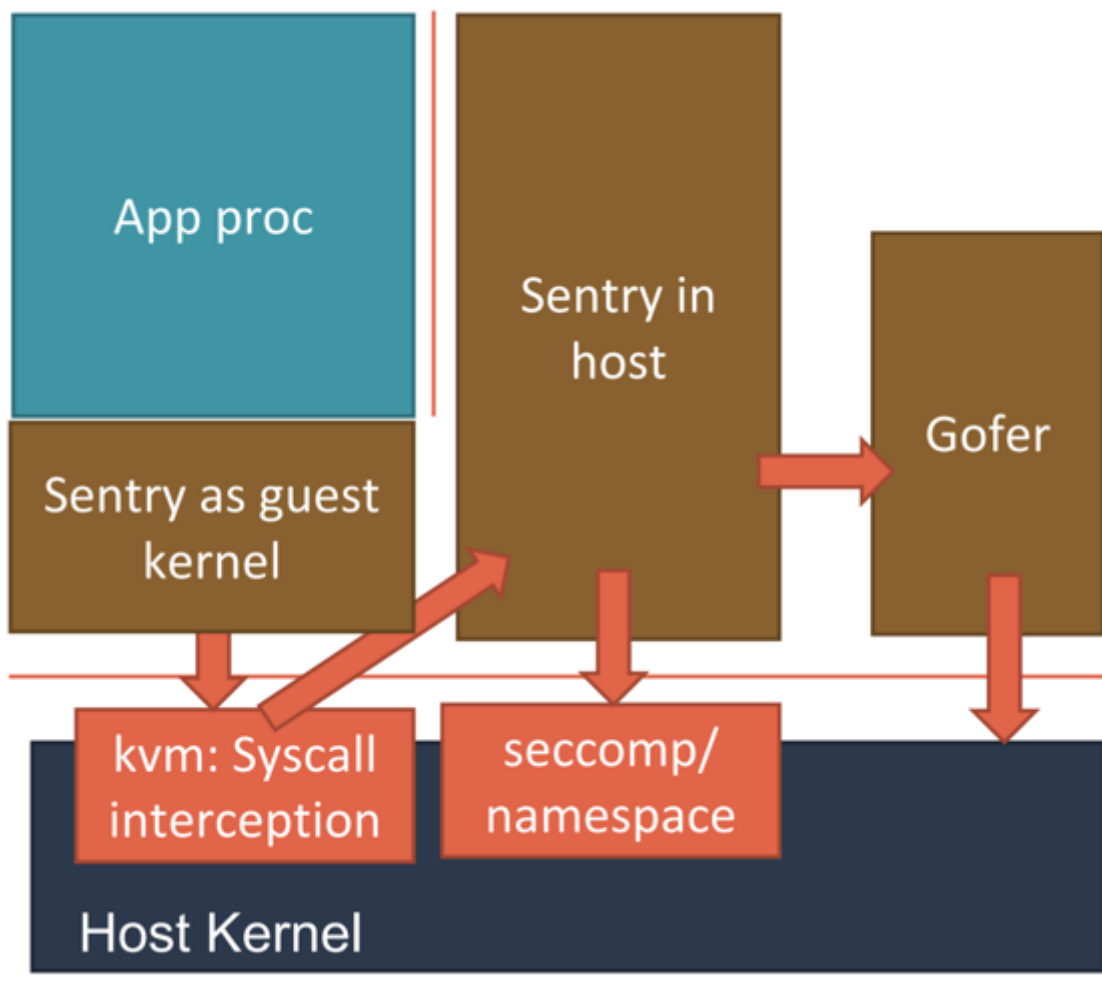 App proc
Sentry in
host
Gofer
Sentry as guest
kernel
kvm: Syscall
interception
seccomp/
namespace
Host Kernel